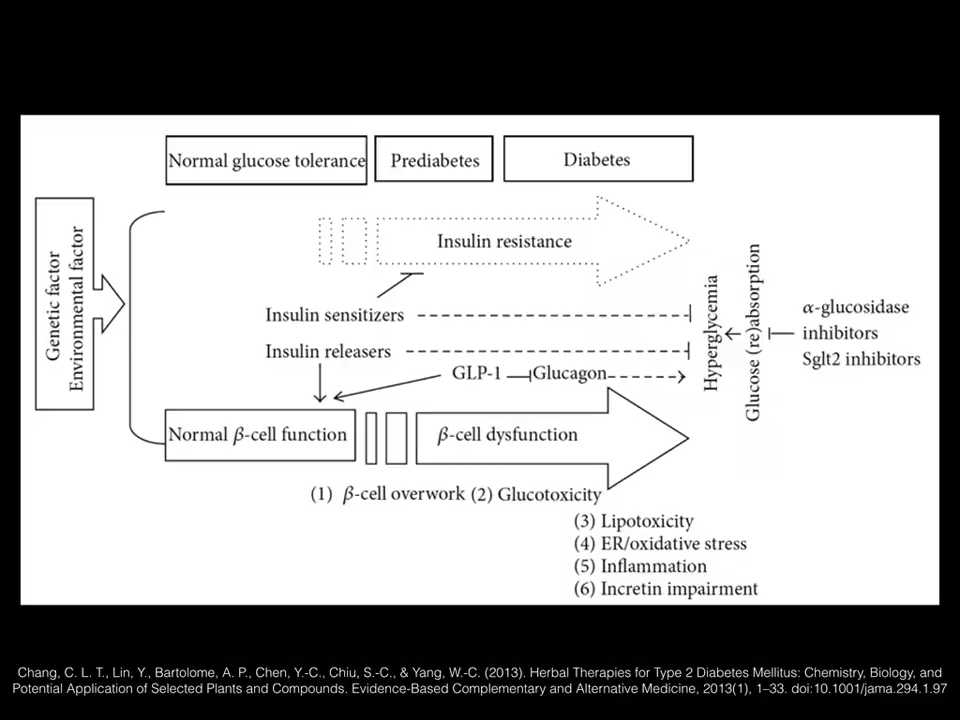 Normal glucose tolerance
Prediabetes
Diabetes
Genetic factor
Environmental factor
Insulin resistance
Insulin sensitizers
Insulin releasers
GLP-1
Glucagon
Hyperglycemia
Glucose (re)absorption
α-glucosidase
inhibitors
Sglt2 inhibitors
Normal β-cell function
β-cell dysfunction
(1) β-cell overwork (2) Glucotoxicity
(3) Lipotoxicity
(4) ER/oxidative stress
(5) Inflammation
(6) Incretin impairment
Chang, C. L. T., Lin, Y., Bartolome, A. P., Chen, Y.-C., Chiu, S.-C., & Yang, W.-C. (2013). Herbal Therapies for Type 2 Diabetes Mellitus: Chemistry, Biology, and
Potential Application of Selected Plants and Compounds. Evidence-Based Complementary and Alternative Medicine, 2013(1), 1–33. doi:10.1001/jama.294.1.97